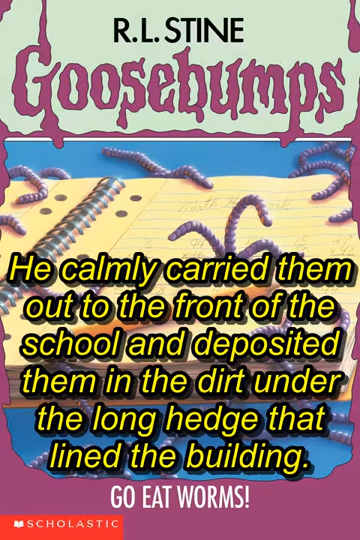 R.L. STINE
Goosebumps
He calmly carried them
out to the front of the
school and deposited
them in the dirt under
the long hedge that
lined the building.
GO EAT WORMS!
SCHOLASTIC